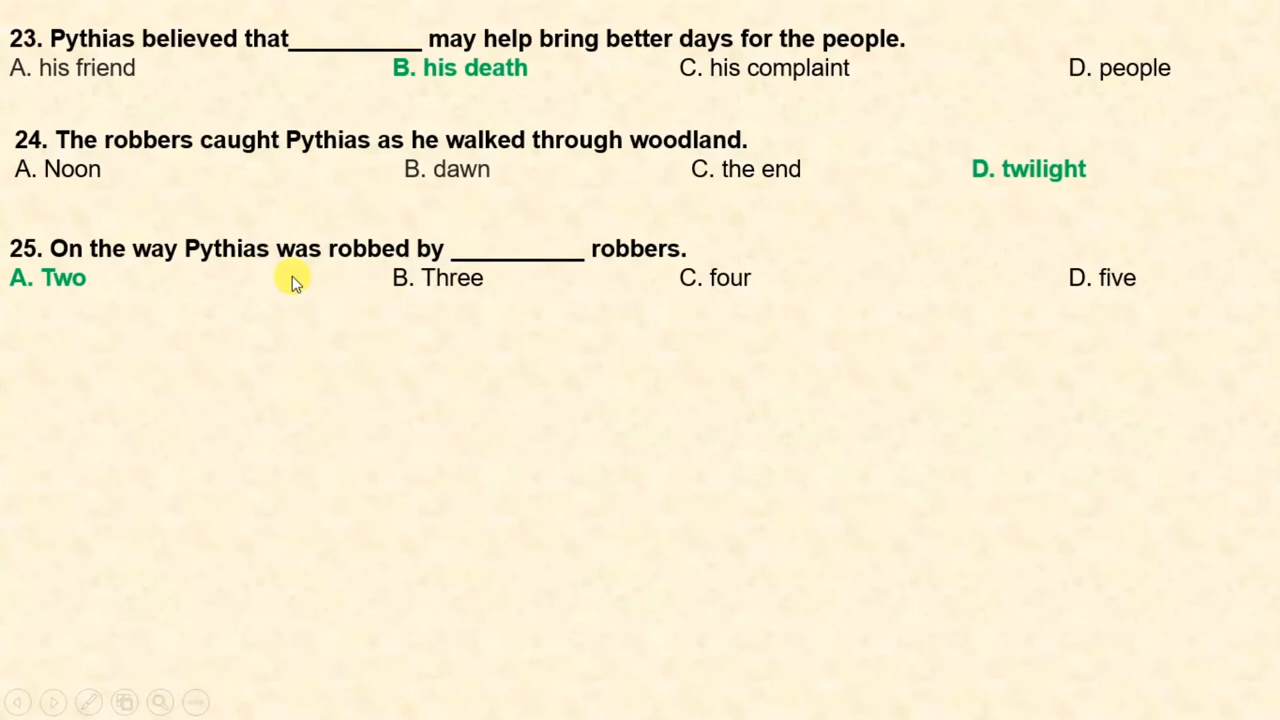 23. Pythias believed that__________ may help bring better days for the people.
A. his friend B. his death C. his complaint D. people
24. The robbers caught Pythias as he walked through woodland.
A. Noon B. dawn C. the end D. twilight
25. On the way Pythias was robbed by __________ robbers.
A. Two B. Three C. four D. five